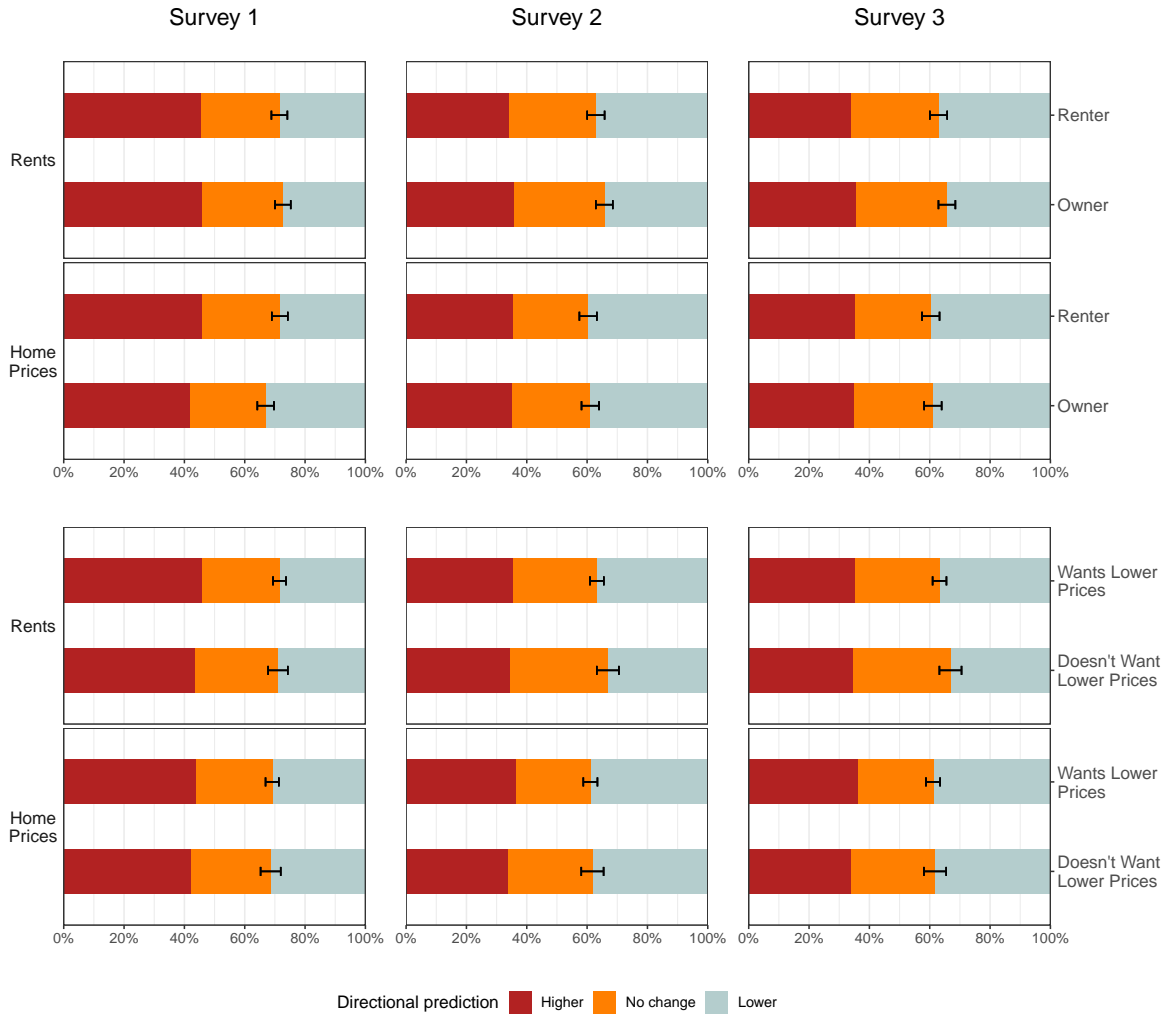 Survey 1 Survey 2 Survey 3
Renter
Rents
Owner
Renter
Home
Prices
Owner
0% 20% 40% 60% 80% 100% 0% 20% 40% 60% 80% 100% 0% 20% 40% 60% 80% 100%
Wants Lower
Prices
Rents
Doesn't Want
Lower Prices
Wants Lower
Prices
Home
Prices
Doesn't Want
Lower Prices
0% 20% 40% 60% 80% 100% 0% 20% 40% 60% 80% 100% 0% 20% 40% 60% 80% 100%
Directional prediction Higher No change Lower